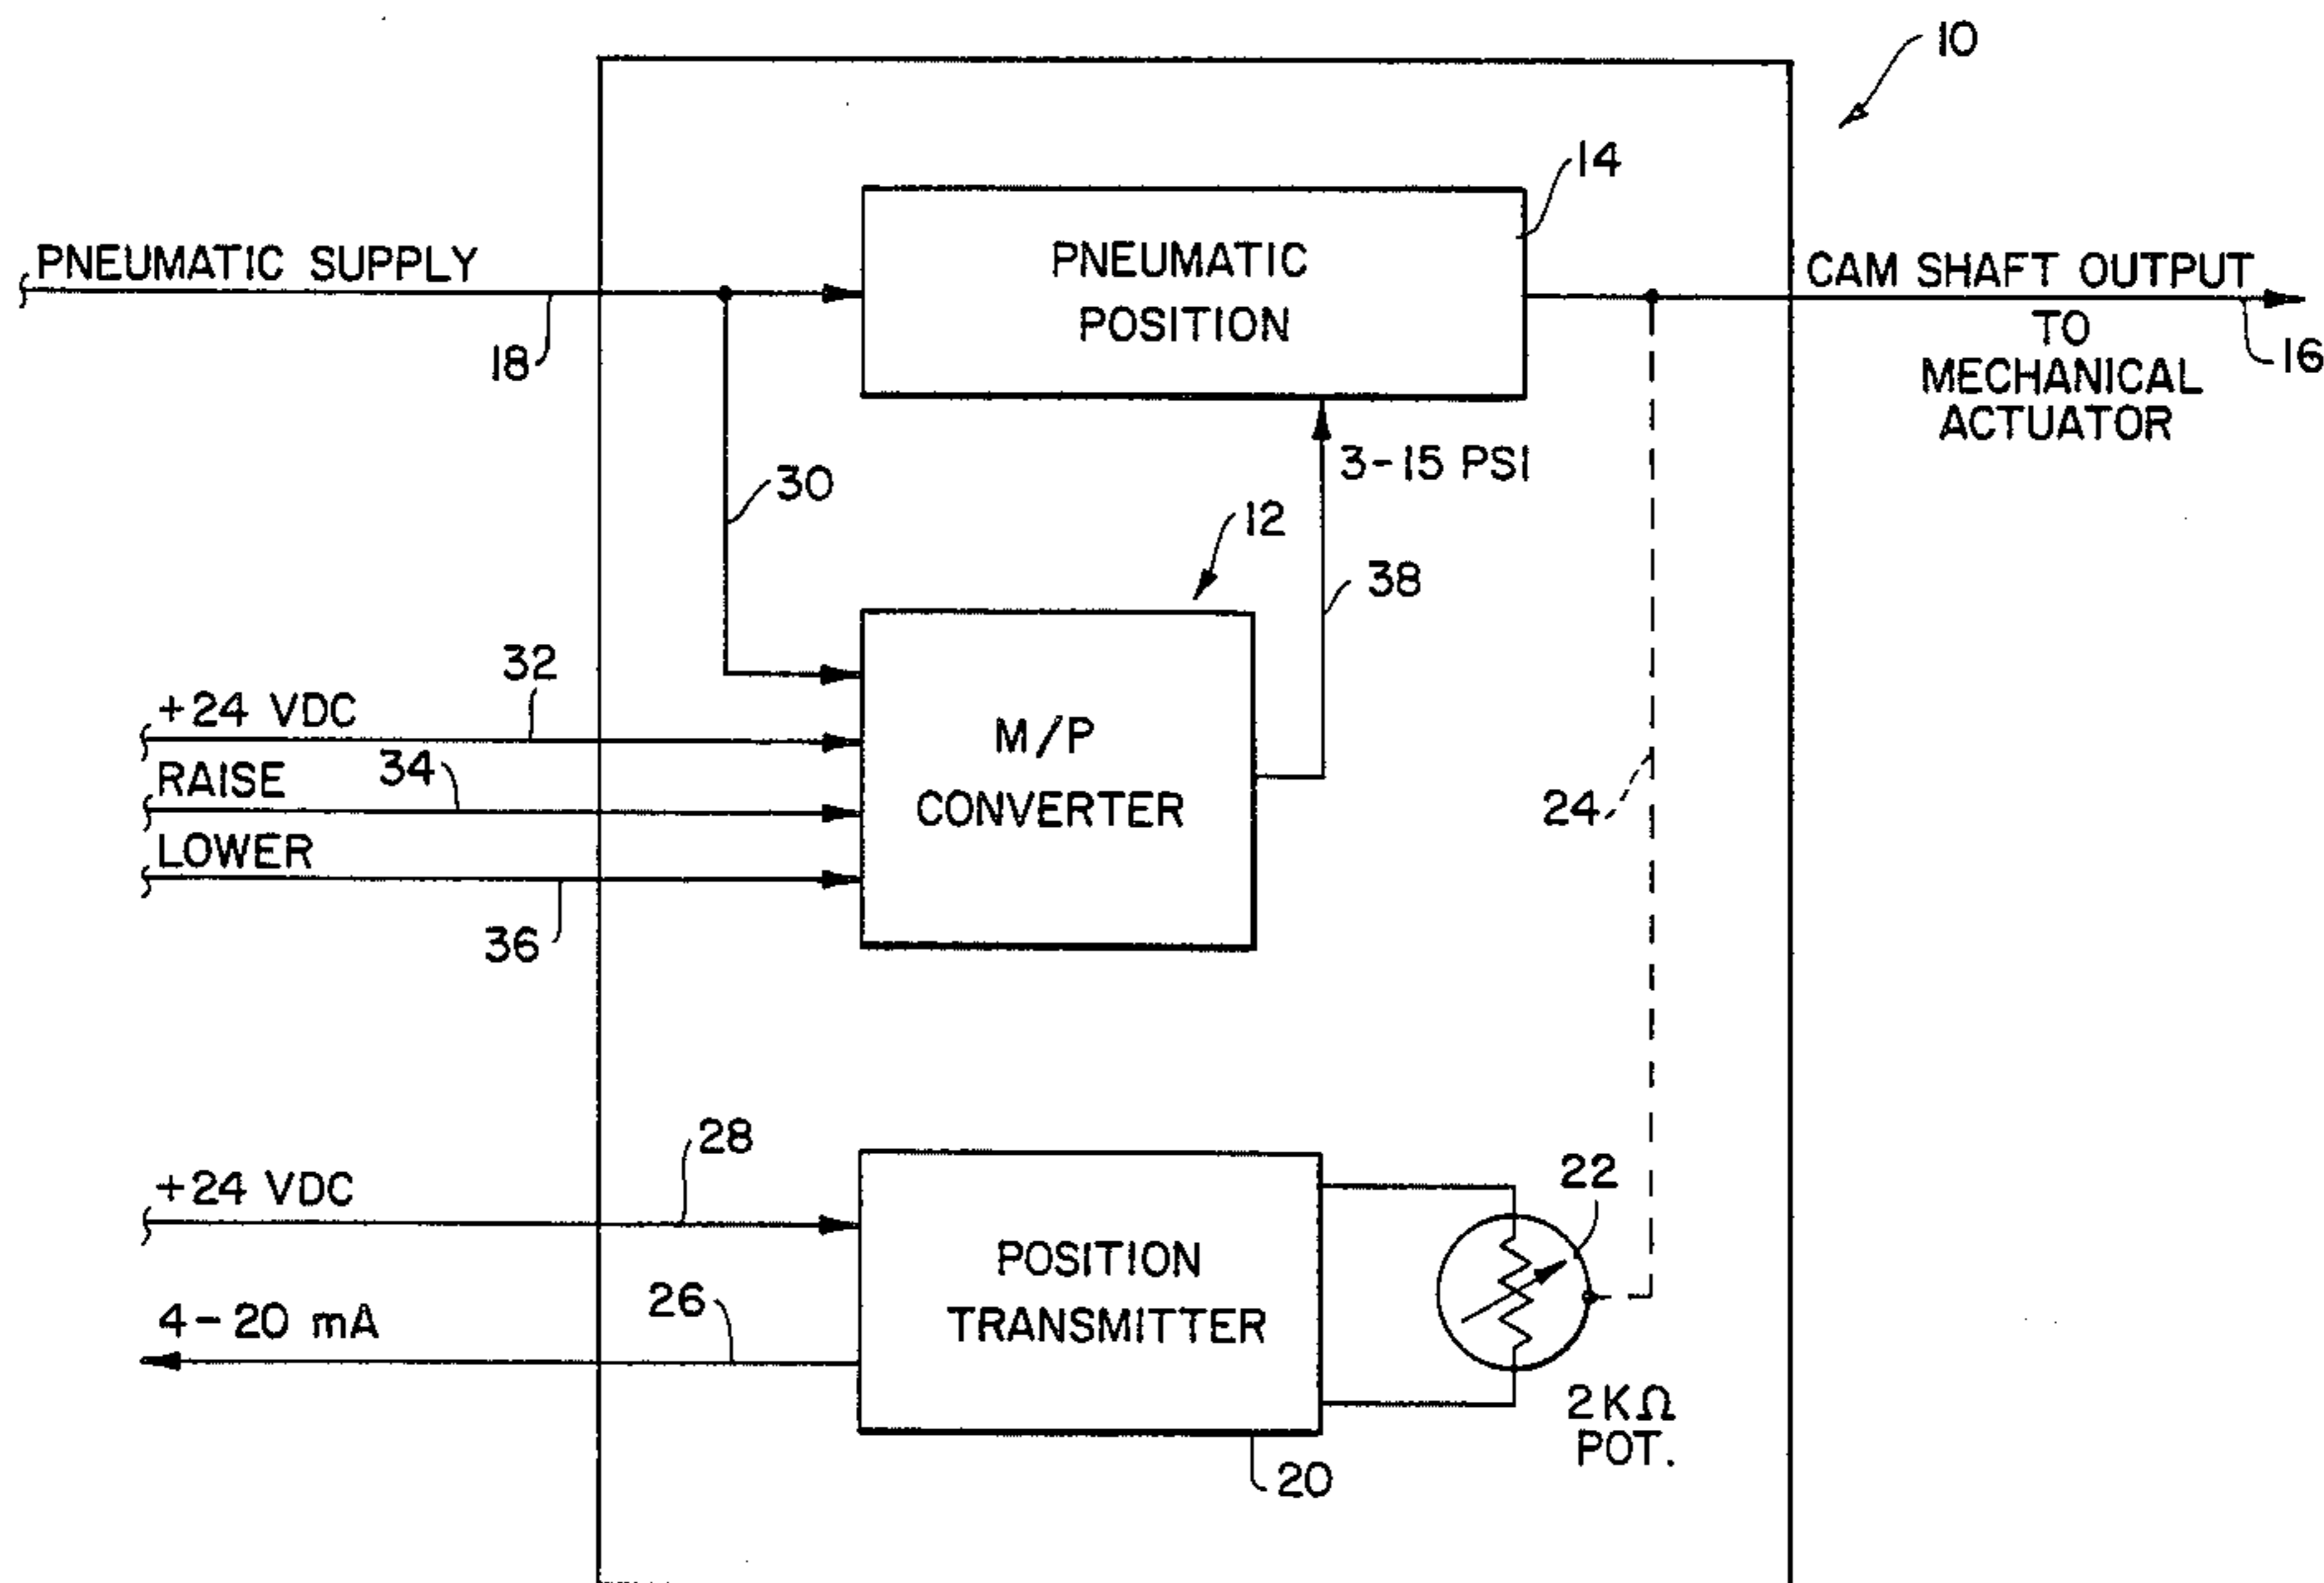 10
14
PNEUMATIC SUPPLY
18
PNEUMATIC
POSITION
CAM SHAFT OUTPUT
TO
MECHANICAL
ACTUATOR
16
30
3-15 PSI
12
38
32
+24 VDC
RAISE
34
LOWER
36
M/P
CONVERTER
24
28
+24 VDC
26
4-20 mA
POSITION
TRANSMITTER
20
22
2KΩ
POT.